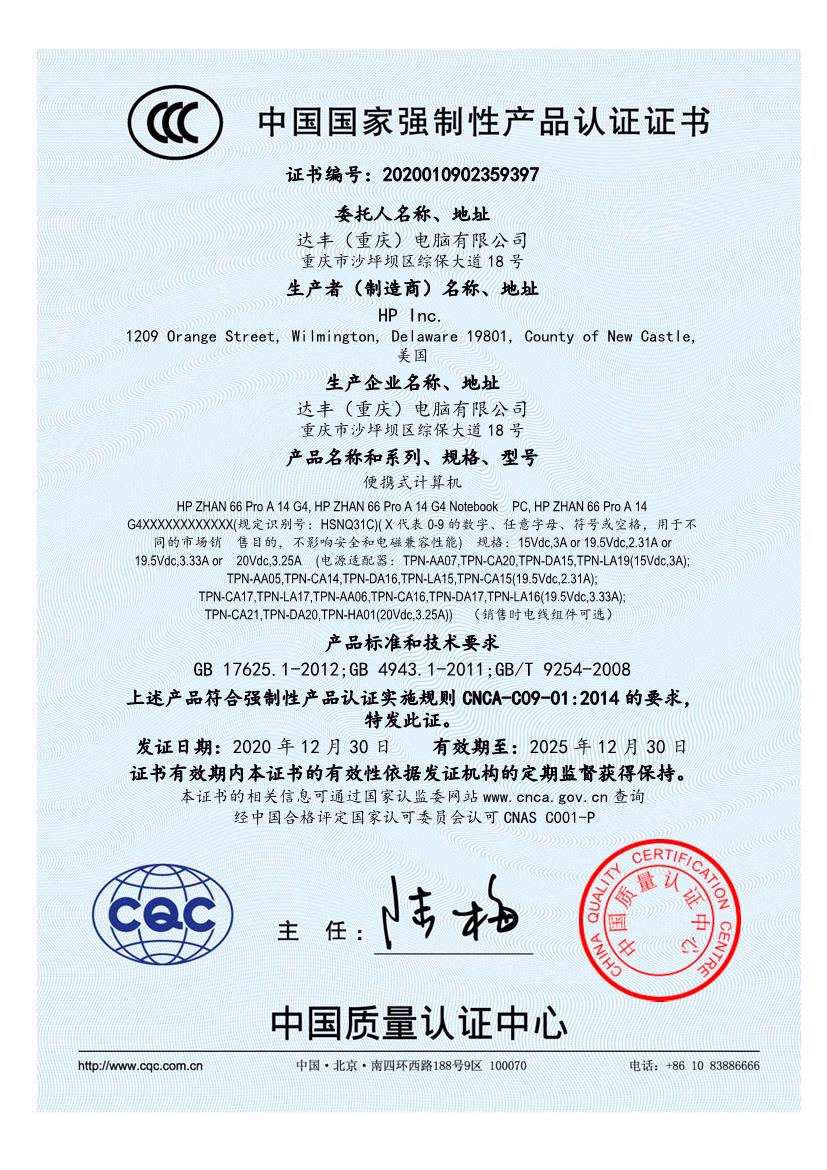 中国国家强制性产品认证证书
证书编号：2020010902359397
委托人名称、地址
达丰（重庆）电脑有限公司
重庆市沙坪坝区综保大道 18 号
生产者（制造商）名称、地址
HP Inc.
1209 Orange Street, Wilmington, Delaware 19801, County of New Castle,
美国
生产企业名称、地址
达丰（重庆）电脑有限公司
重庆市沙坪坝区综保大道 18 号
产品名称和系列、规格、型号
便携式计算机
HP ZHAN 66 Pro A 14 G4, HP ZHAN 66 Pro A 14 G4 Notebook PC, HP ZHAN 66 Pro A 14
G4XXXXXXXXXXXX(规定识别号：HSNQ31C)( X 代表 0-9 的数字、任意字母、符号或空格，用于不
同的市场销 售目的，不影响安全和电磁兼容性能) 规格：15Vdc,3A or 19.5Vdc,2.31A or
19.5Vdc,3.33A or 20Vdc,3.25A (电源适配器：TPN-AA07,TPN-CA20,TPN-DA15,TPN-LA19(15Vdc,3A);
TPN-AA05,TPN-CA14,TPN-DA16,TPN-LA15,TPN-CA15(19.5Vdc,2.31A);
TPN-CA17,TPN-LA17,TPN-AA06,TPN-CA16,TPN-DA17,TPN-LA16(19.5Vdc,3.33A);
TPN-CA21,TPN-DA20,TPN-HA01(20Vdc,3.25A)) （销售时电线组件可选）
产品标准和技术要求
GB 17625.1-2012;GB 4943.1-2011;GB/T 9254-2008
上述产品符合强制性产品认证实施规则 CNCA-C09-01:2014 的要求，
特发此证。
发证日期：2020 年 12 月 30 日 有效期至：2025 年 12 月 30 日
证书有效期内本证书的有效性依据发证机构的定期监督获得保持。
本证书的相关信息可通过国家认监委网站 www.cnca.gov.cn 查询
经中国合格评定国家认可委员会认可 CNAS C001-P
CQC
主 任： 陆梅
CHINA QUALITY CERTIFICATION CENTRE
中国质量认证中心
中国质量认证中心
http://www.cqc.com.cn 中国·北京·南四环西路188号9区 100070 电话：+86 10 83886666